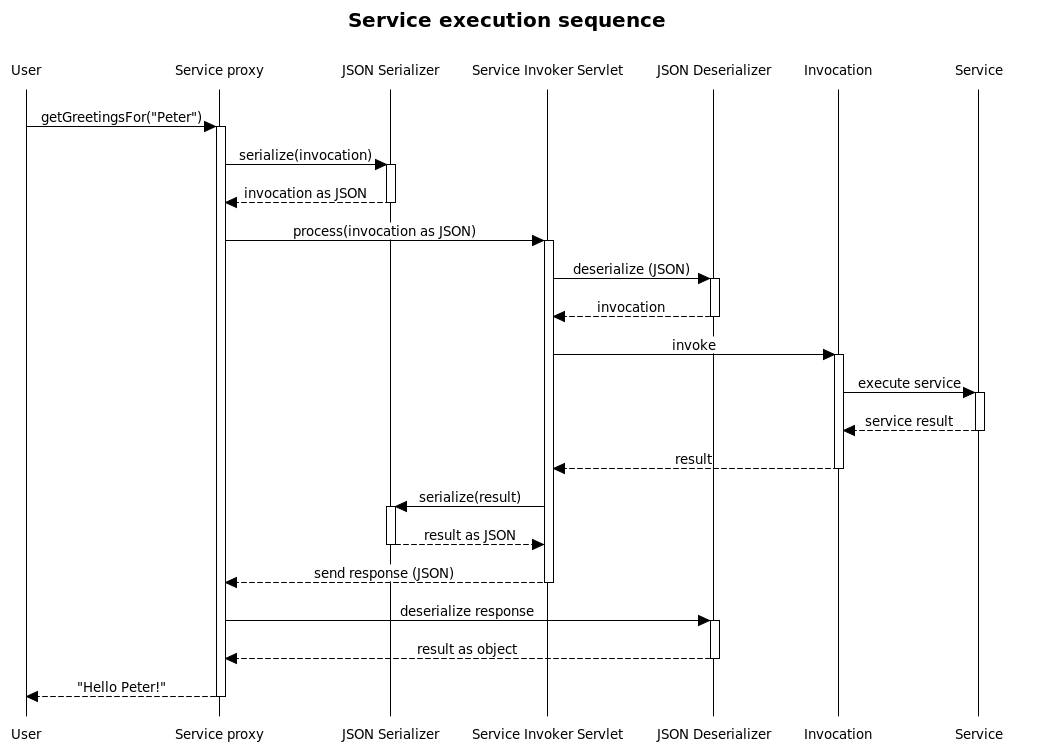 Service execution sequence
User Service proxy JSON Serializer Service Invoker Servlet JSON Deserializer Invocation Service
getGreetingsFor("Peter")
serialize(invocation)
invocation as JSON
process(invocation as JSON)
deserialize (JSON)
invocation
invoke
execute service
service result
result
serialize(result)
result as JSON
send response (JSON)
deserialize response
result as object
"Hello Peter!"
User Service proxy JSON Serializer Service Invoker Servlet JSON Deserializer Invocation Service